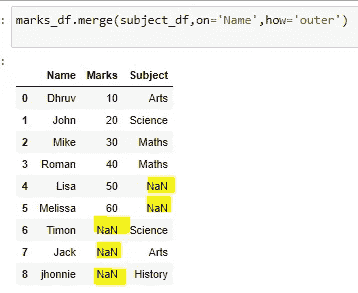 : marks_df.merge(subject_df,on='Name',how='outer')
:
Name Marks Subject
0 Dhruv 10 Arts
1 John 20 Science
2 Mike 30 Maths
3 Roman 40 Maths
4 Lisa 50 NaN
5 Melissa 60 NaN
6 Timon NaN Science
7 Jack NaN Arts
8 jhonnie NaN History